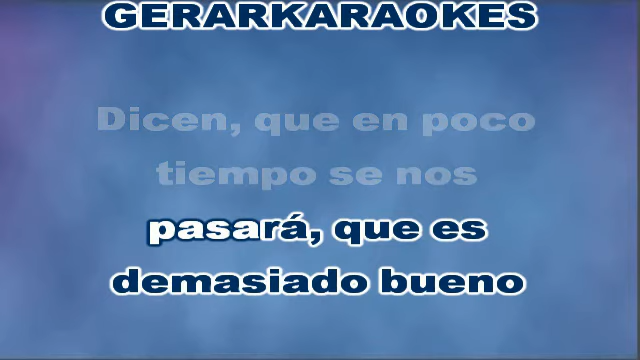 GERARKARAOKES
Dicen, que en poco
tiempo se nos
pasará, que es
demasiado bueno